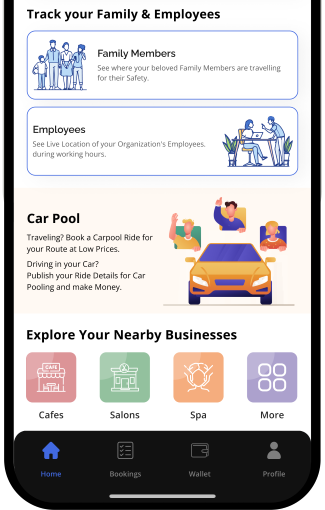 Track your Family & Employees
Family Members
See where your beloved Family Members are travelling
for their Safety.
Employees
See Live Location of your Organization's Employees,
during working hours.
Car Pool
Traveling? Book a Carpool Ride for
your Route at Low Prices.
Driving in your Car?
Publish your Ride Details for Car
Pooling and make Money.
Explore Your Nearby Businesses
CAFE
Cafes
Salons
Spa
More
Home
Bookings
Wallet
Profile